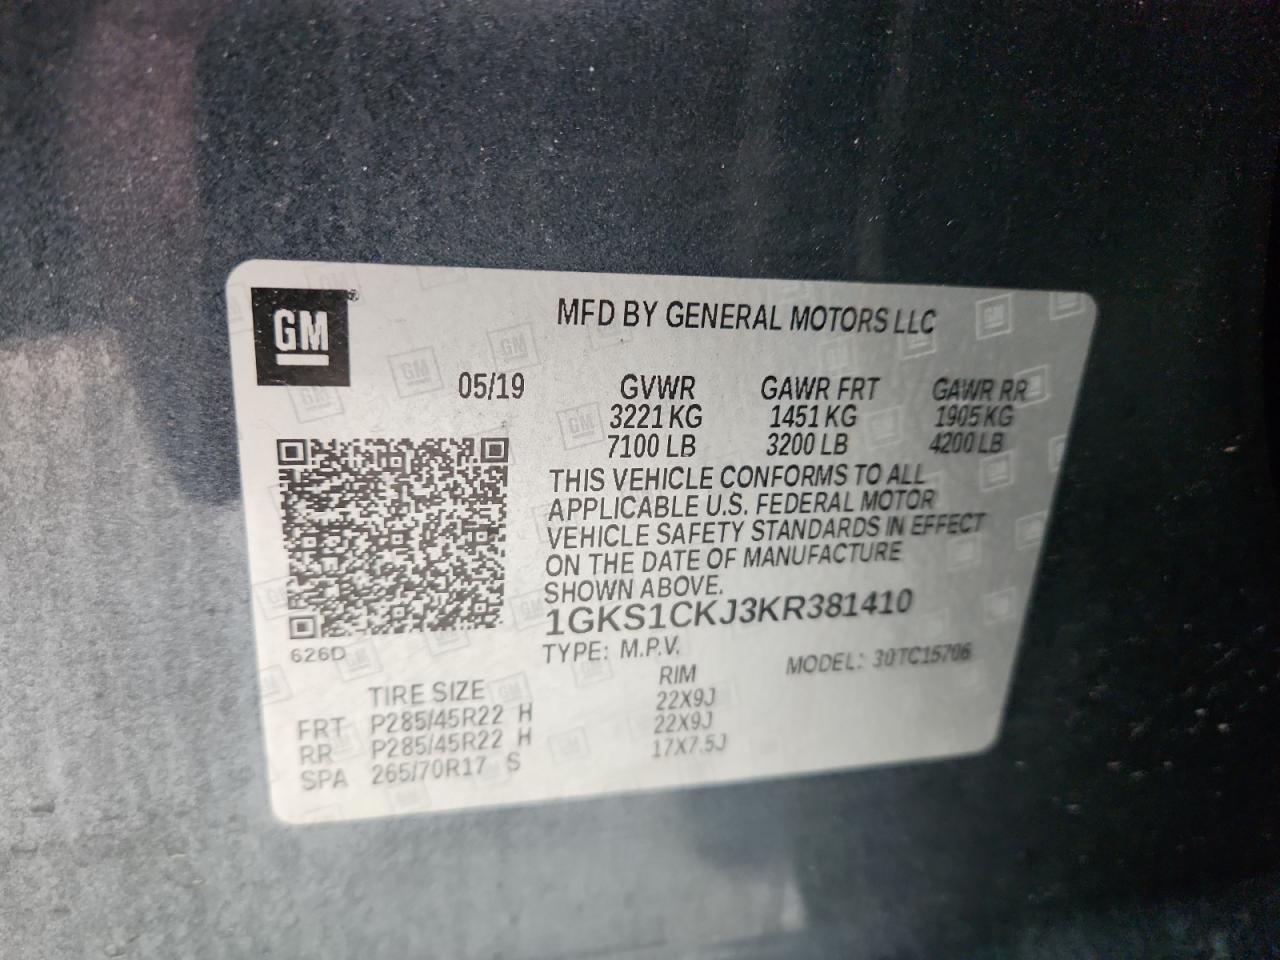 GM
MFD BY GENERAL MOTORS LLC
05/19 GVWR GAWR FRT GAWR RR
3221 KG 1451 KG 1905 KG
7100 LB 3200 LB 4200 LB
THIS VEHICLE CONFORMS TO ALL
APPLICABLE U.S. FEDERAL MOTOR
VEHICLE SAFETY STANDARDS IN EFFECT
ON THE DATE OF MANUFACTURE
SHOWN ABOVE.
1GKS1CKJ3KR381410
626D
TYPE: M.P.V. MODEL: 30TC15706
TIRE SIZE RIM
FRT P285/45R22 H 22X9J
RR P285/45R22 H 22X9J
SPA 265/70R17 S 17X7.5J